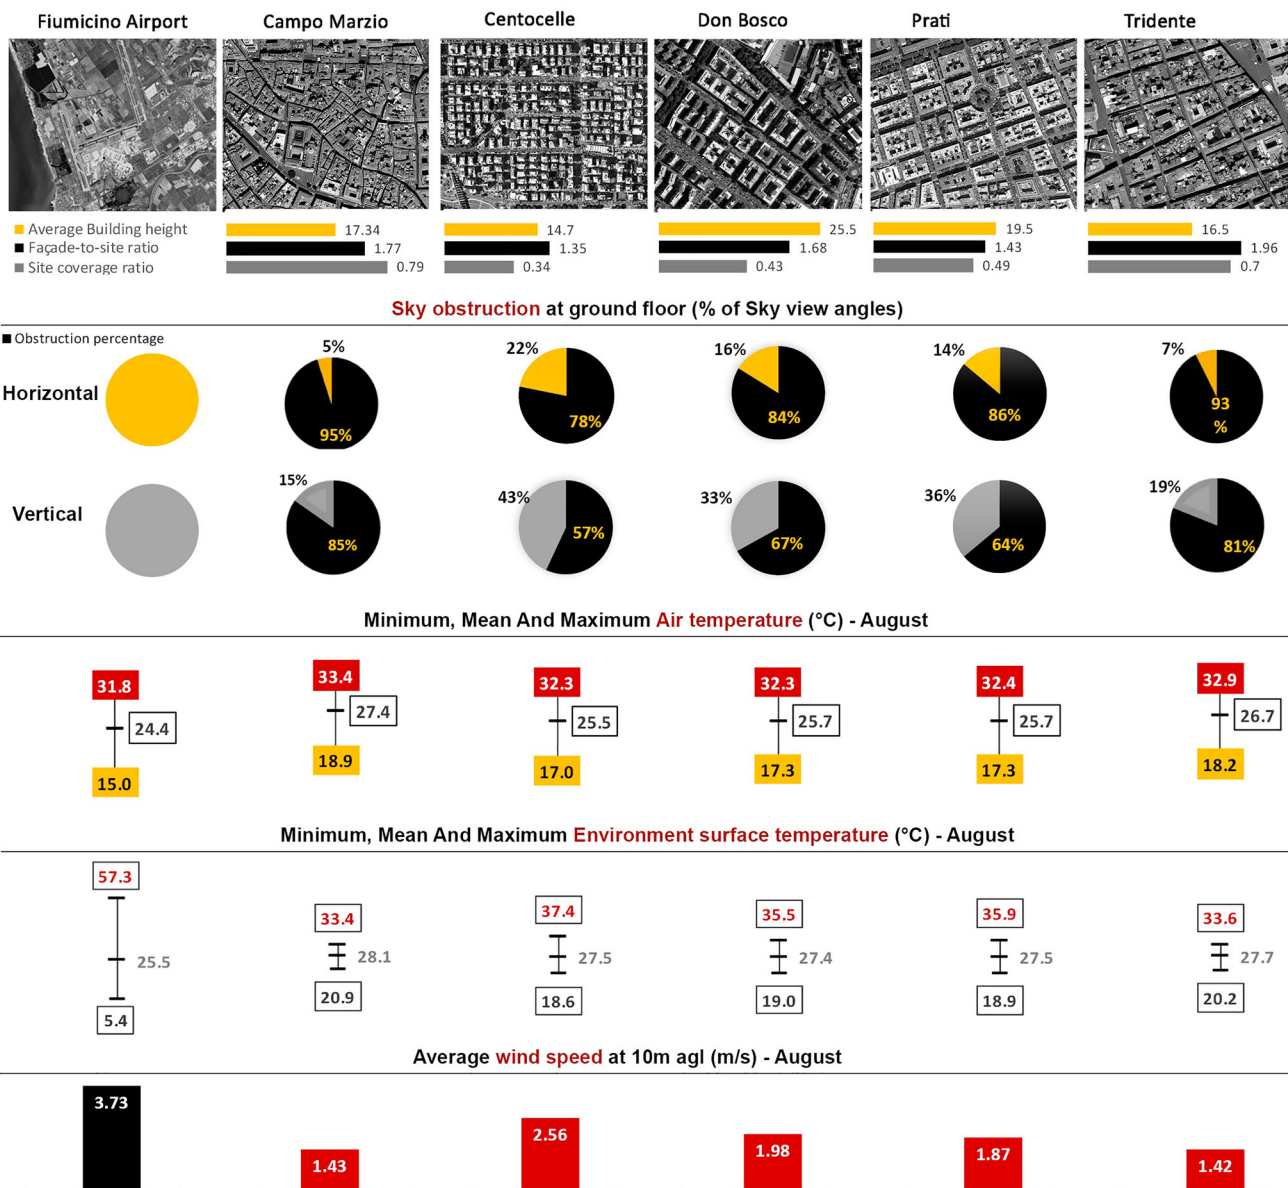 Fiumicino Airport Campo Marzio Centocelle Don Bosco Prati Tridente
Average Building height 17.34 14.7 25.5 19.5 16.5
Façade-to-site ratio 1.77 1.35 1.68 1.43 1.96
Site coverage ratio 0.79 0.34 0.43 0.49 0.7
Sky obstruction at ground floor (% of Sky view angles)
Obstruction percentage
5% 22% 16% 14% 7%
Horizontal
95% 78% 84% 86% 93
%
15% 43% 33% 36% 19%
Vertical
85% 57% 67% 64% 81%
Minimum, Mean And Maximum Air temperature (°C) - August
31.8 33.4 32.3 32.3 32.4 32.9
24.4 27.4 25.5 25.7 25.7 26.7
15.0 18.9 17.0 17.3 17.3 18.2
Minimum, Mean And Maximum Environment surface temperature (°C) - August
57.3 33.4 37.4 35.5 35.9 33.6
25.5 28.1 27.5 27.4 27.5 27.7
5.4 20.9 18.6 19.0 18.9 20.2
Average wind speed at 10m agl (m/s) - August
3.73 1.43 2.56 1.98 1.87 1.42